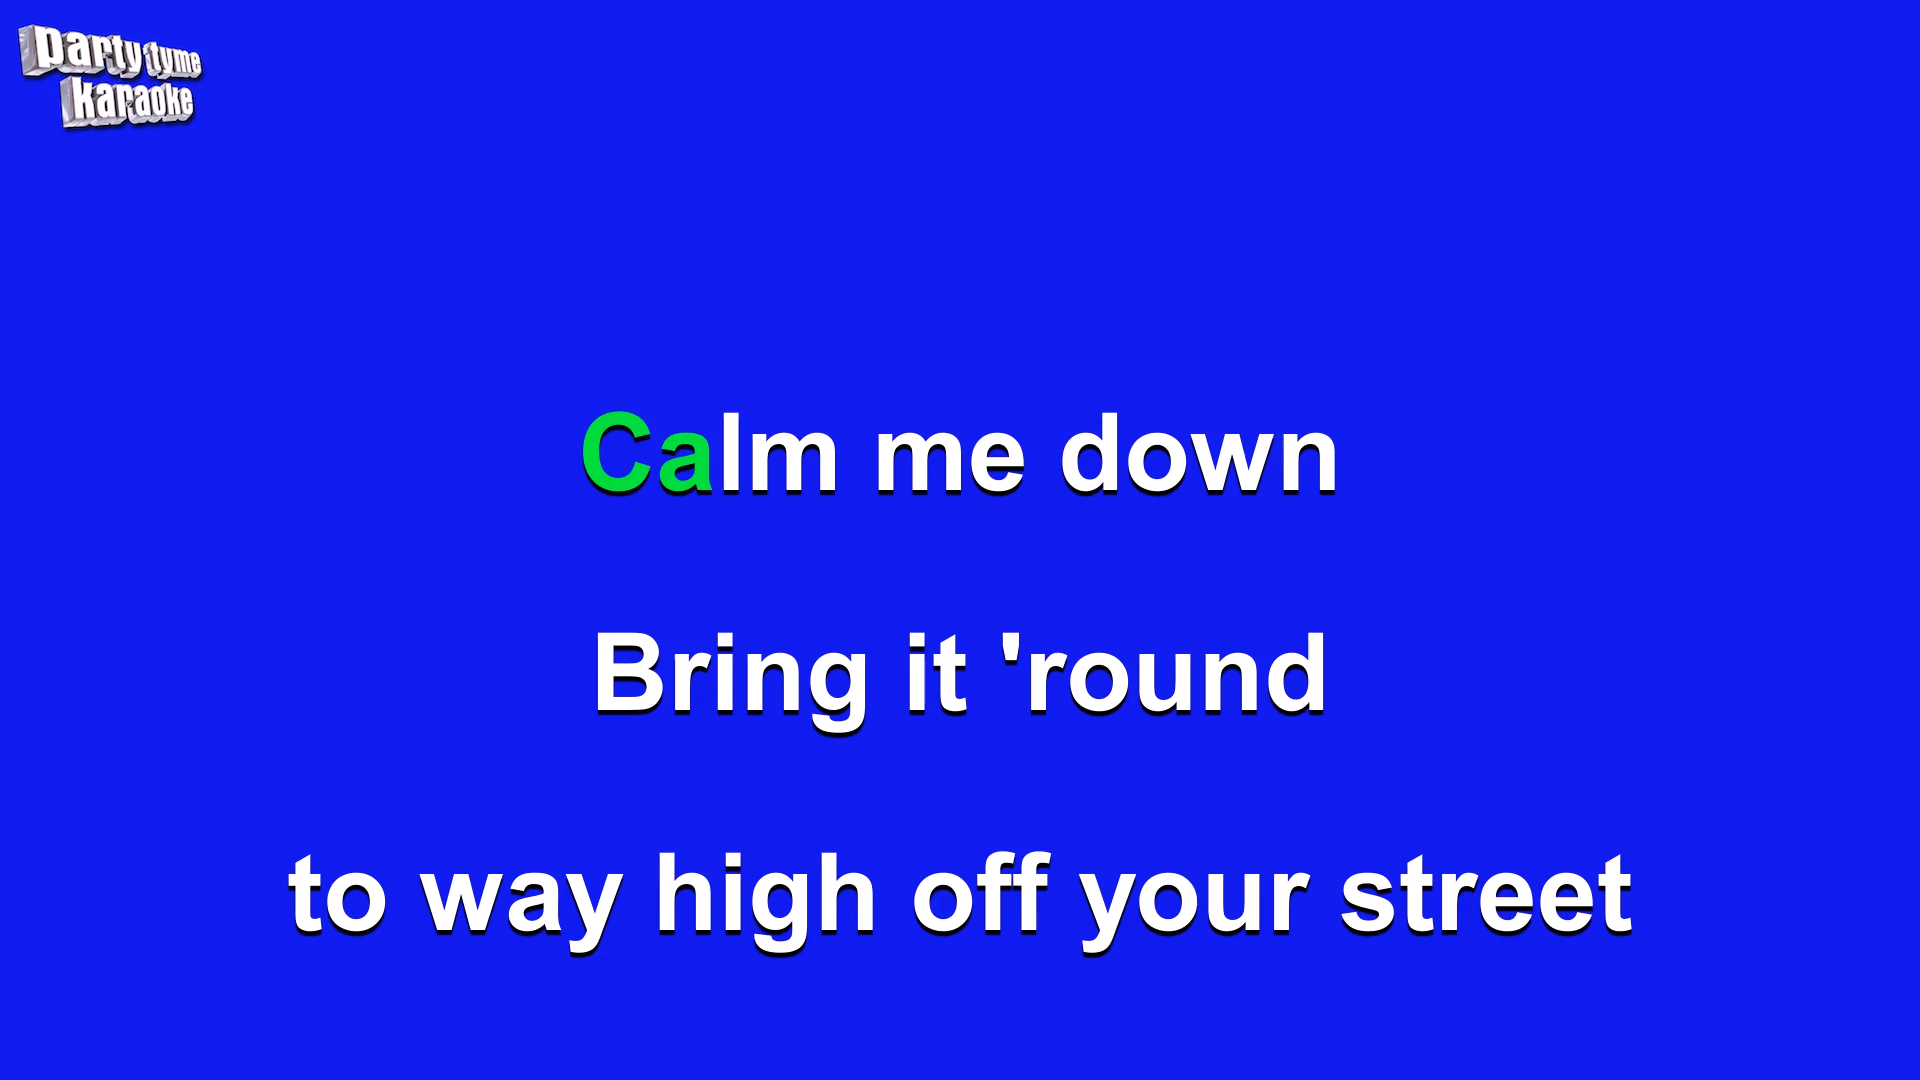 party tyme
karaoke
Calm me down
Bring it 'round
to way high off your street